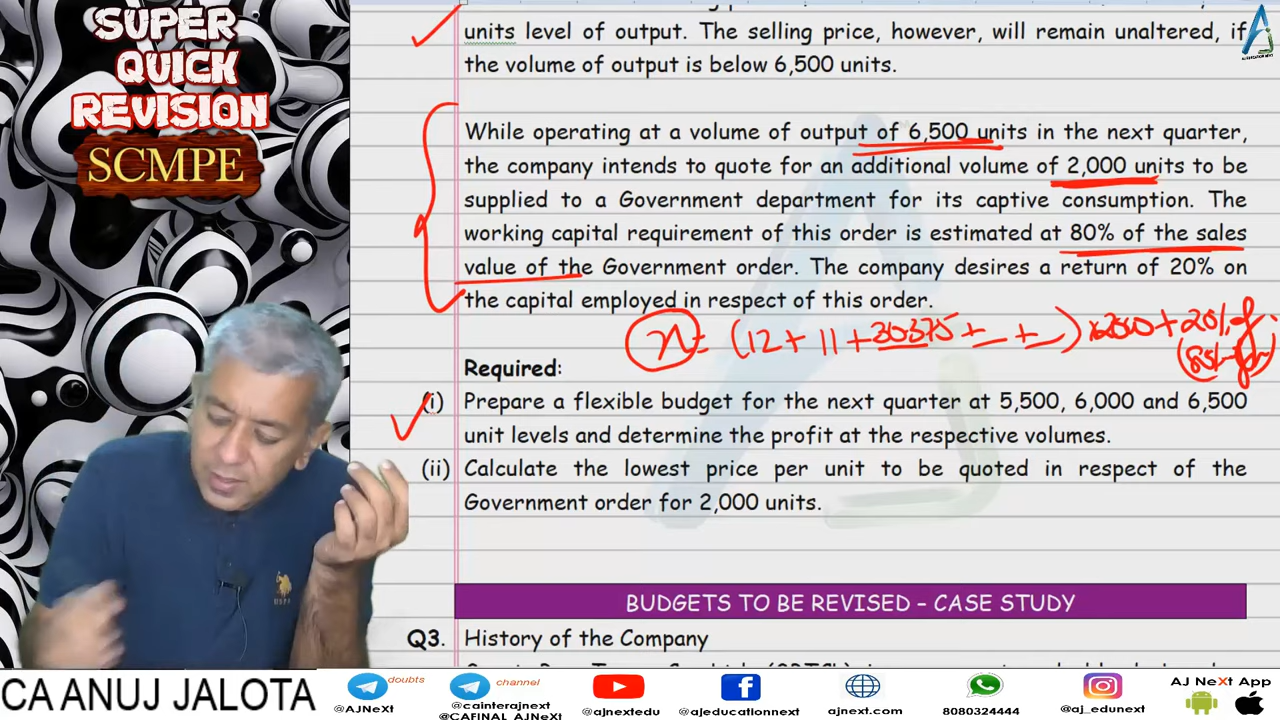 SUPER
QUICK
REVISION
SCMPE
units level of output. The selling price, however, will remain unaltered, if
the volume of output is below 6,500 units.
While operating at a volume of output of 6,500 units in the next quarter,
the company intends to quote for an additional volume of 2,000 units to be
supplied to a Government department for its captive consumption. The
working capital requirement of this order is estimated at 80% of the sales
value of the Government order. The company desires a return of 20% on
the capital employed in respect of this order.
x = (12 + 11 + 20.375 + — + —) × 2000 + 20% of
Required:
(i) Prepare a flexible budget for the next quarter at 5,500, 6,000 and 6,500
unit levels and determine the profit at the respective volumes.
(ii) Calculate the lowest price per unit to be quoted in respect of the
Government order for 2,000 units.
BUDGETS TO BE REVISED – CASE STUDY
Q3. History of the Company
CA ANUJ JALOTA
doubts
@AJNeXt
channel
@cainterajnext
@CAFINAL_AJNeXt
@ajnextedu
@ajeducationnext
ajnext.com
8080324444
@aj_edunext
AJ NeXt App